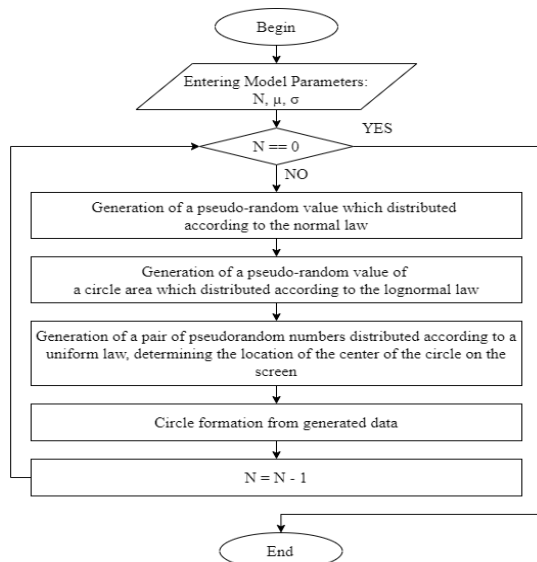 Begin
Entering Model Parameters:
N, μ, σ
YES
N == 0
NO
Generation of a pseudo-random value which distributed
according to the normal law
Generation of a pseudo-random value of
a circle area which distributed according to the lognormal law
Generation of a pair of pseudorandom numbers distributed according to a
uniform law, determining the location of the center of the circle on the
screen
Circle formation from generated data
N = N - 1
End